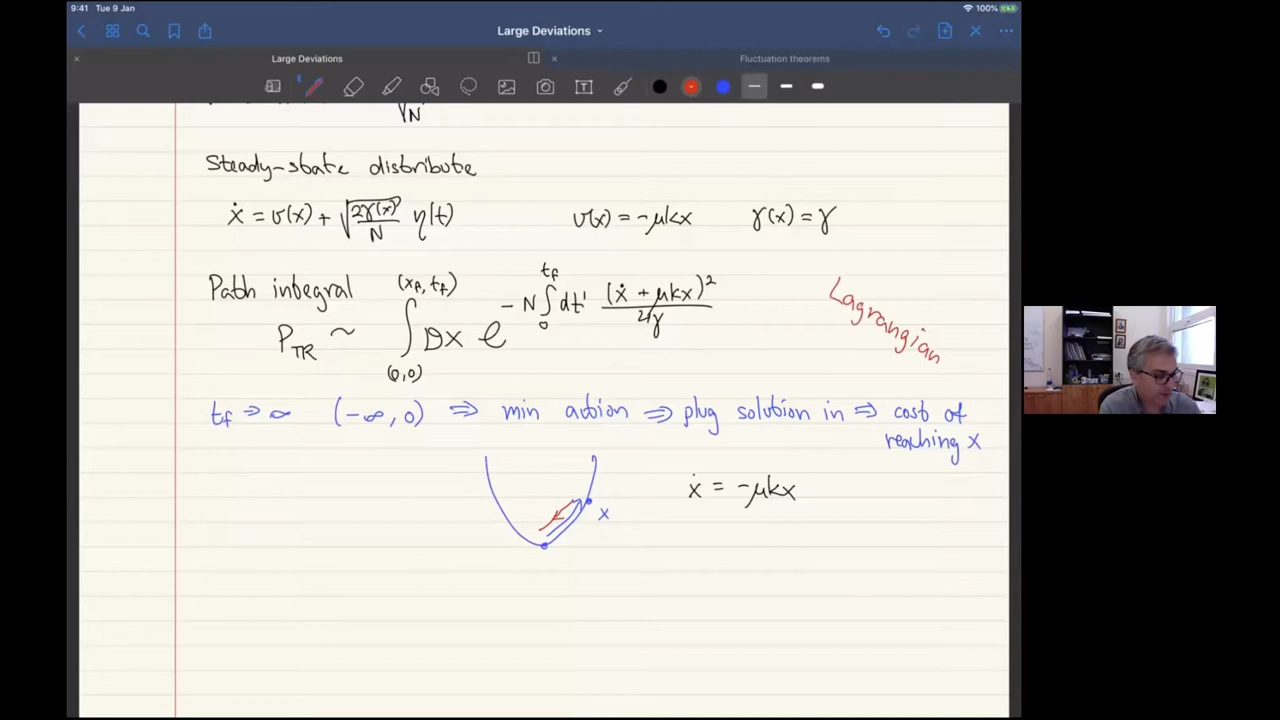 9:41 Tue 9 Jan
100%
Large Deviations
Large Deviations
Fluctuation theorems
√N
Steady-state distribute
ẋ = v(x) + √(2γ(x)/N) η(t) v(x) = -μkx γ(x) = γ
Path integral
P_TR ~ ∫_(0,0)^(x_f, t_f) Dx e^(-N ∫_0^t_f dt' (ẋ + μkx)²/4γ)
Lagrangian
t_f → ∞ (-∞, 0) ⇒ min action ⇒ plug solution in ⇒ cost of
reaching x
x
ẋ = -μkx